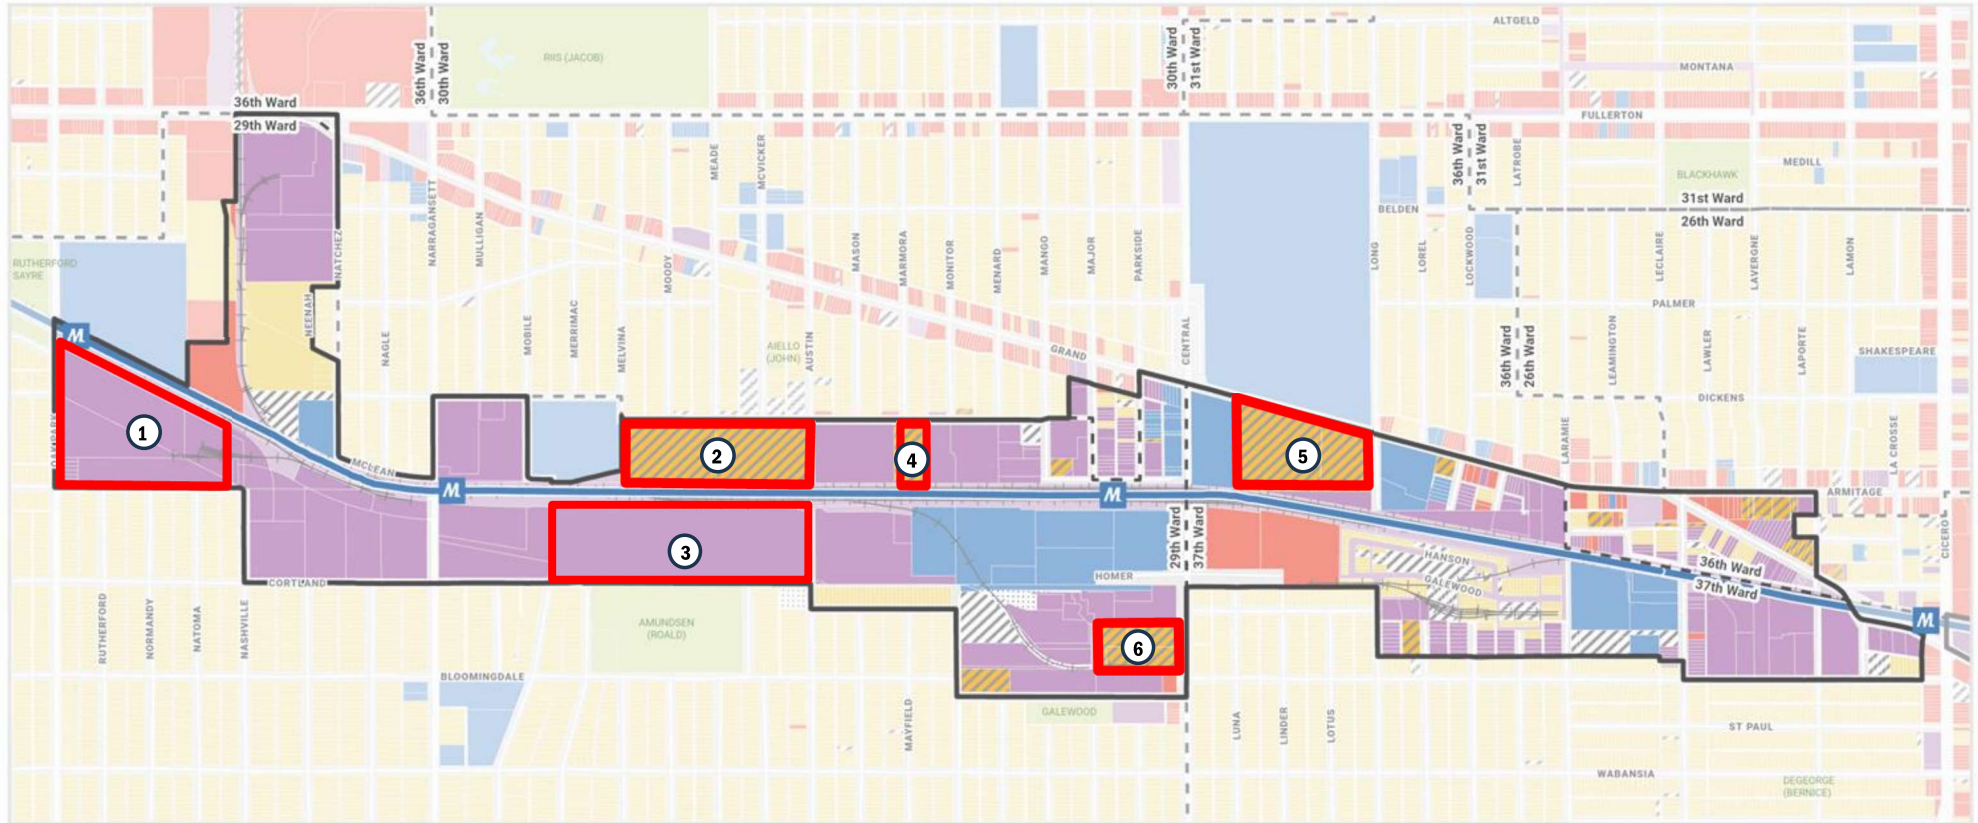 ALTGELD
36th Ward
30th Ward
30th Ward
31st Ward
RIIS (JACOB)
MONTANA
36th Ward
29th Ward
FULLERTON
36th Ward
31st Ward
MEADE
MCVICKER
LATROBE
MEDILL
BLACKHAWK
31st Ward
26th Ward
BELDEN
NARRAGANSETT
MULLIGAN
NATCHEZ
MOODY
MASON
MARMORA
MONITOR
MENARD
MANGO
MAJOR
PARKSIDE
LONG
LOREL
LOCKWOOD
LECLAIRE
LAVERGNE
LAMON
RUTHERFORD
SAYRE
PALMER
NEENAH
NAGLE
MOBILE
MERRIMAC
MELVINA
AIELLO
(JOHN)
AUSTIN
GRAND
CENTRAL
36th Ward
26th Ward
LEAMINGTON
LAWLER
LAPORTE
SHAKESPEARE
M
DICKENS
OAK PARK
1
2
4
5
LARAMIE
LA CROSSE
MCLEAN
M
M
ARMITAGE
3
29th Ward
37th Ward
CICERO
HANSON
GALEWOOD
36th Ward
37th Ward
CORTLAND
HOMER
RUTHERFORD
NORMANDY
NATOMA
NASHVILLE
AMUNDSEN
(ROALD)
6
M
BLOOMINGDALE
MAYFIELD
GALEWOOD
LUNA
LINDER
LOTUS
ST PAUL
WABANSIA
DEGEORGE
(BERNICE)